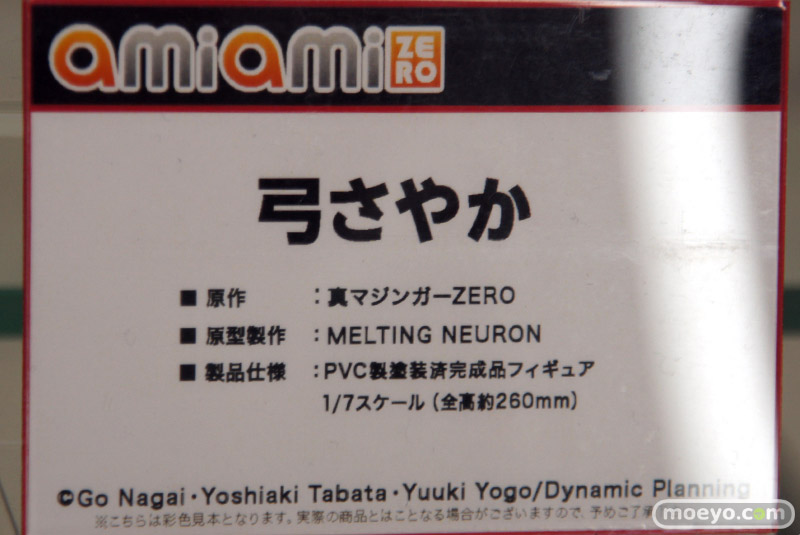 amiami ZERO
弓さやか
■ 原作 ：真マジンガーZERO
■ 原型製作 ：MELTING NEURON
■ 製品仕様 ：PVC製塗装済完成品フィギュア
1/7スケール（全高約260mm）
©Go Nagai・Yoshiaki Tabata・Yuuki Yogo/Dynamic Planning
※こちらは彩色見本となります。実際の商品とはことなる場合がございますので、予めご了承
moeyo.com